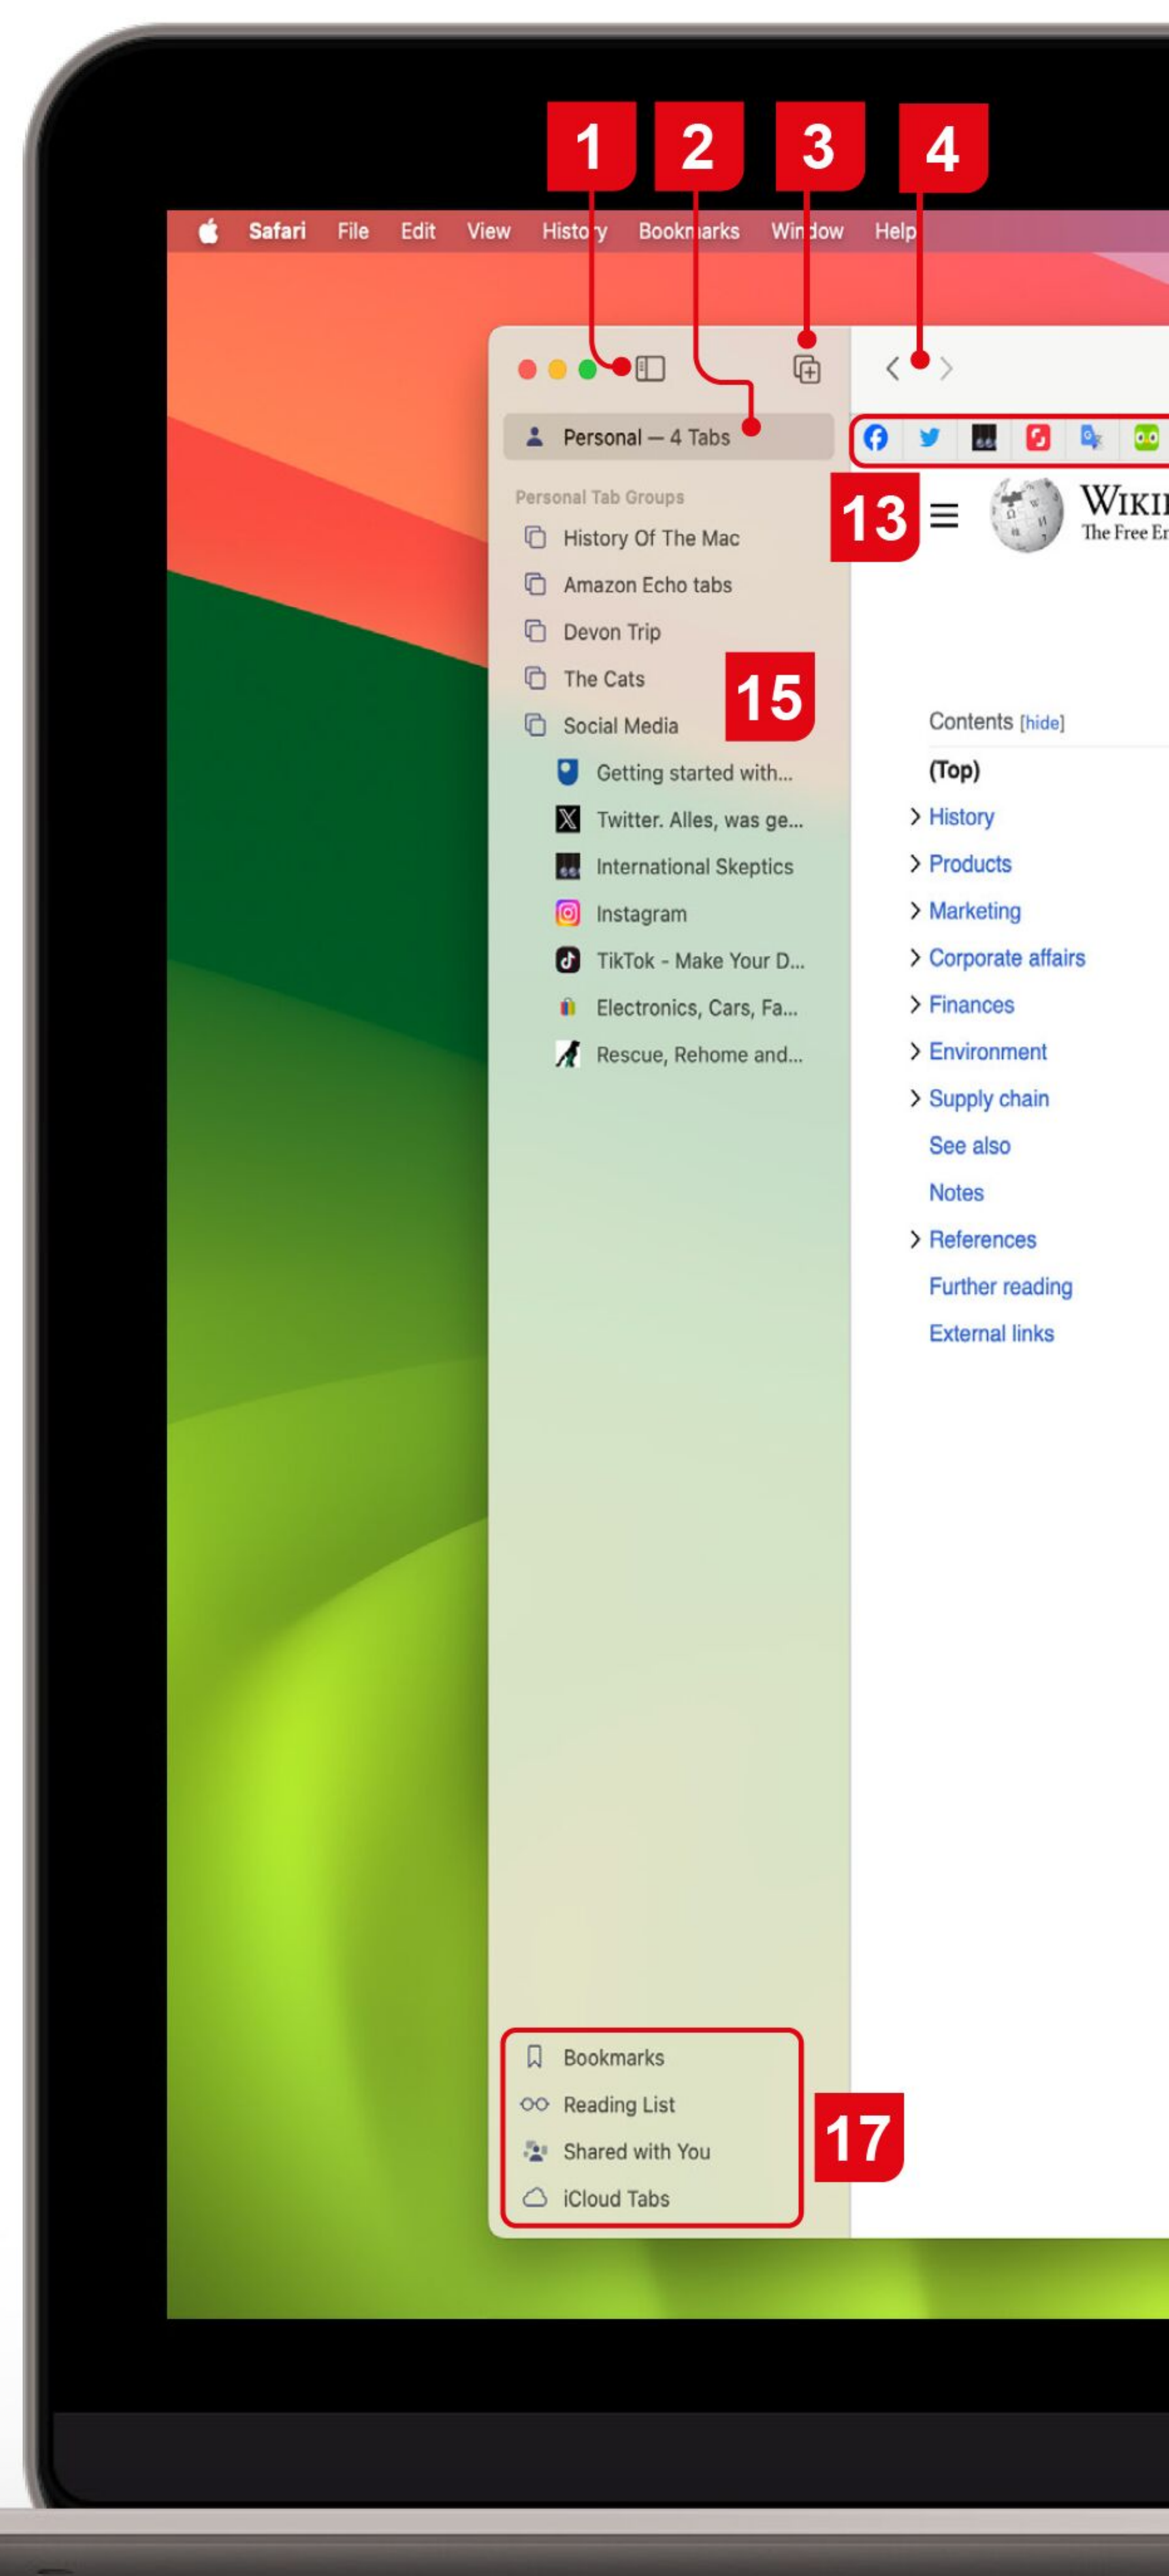 1 2 3 4
Safari File Edit View History Bookmarks Window Help
Personal — 4 Tabs
Personal Tab Groups
History Of The Mac
Amazon Echo tabs
Devon Trip
The Cats
15
Social Media
Getting started with...
Twitter. Alles, was ge...
International Skeptics
Instagram
TikTok - Make Your D...
Electronics, Cars, Fa...
Rescue, Rehome and...
Bookmarks
Reading List
Shared with You
iCloud Tabs
17
13
The Free
Contents [hide]
(Top)
History
Products
Marketing
Corporate affairs
Finances
Environment
Supply chain
See also
Notes
References
Further reading
External links